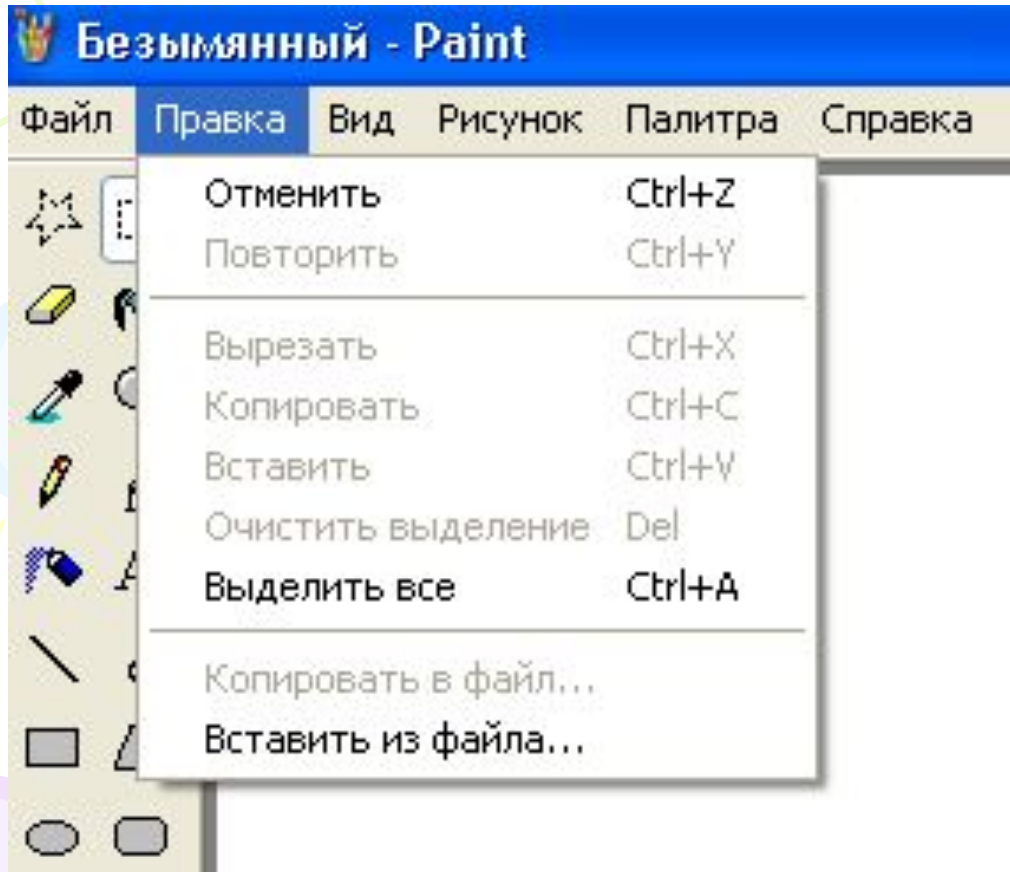 Безымянный - Paint
Файл Правка Вид Рисунок Палитра Справка
Отменить Ctrl+Z
Повторить Ctrl+Y
Вырезать Ctrl+X
Копировать Ctrl+C
Вставить Ctrl+V
Очистить выделение Del
Выделить все Ctrl+A
Копировать в файл...
Вставить из файла...